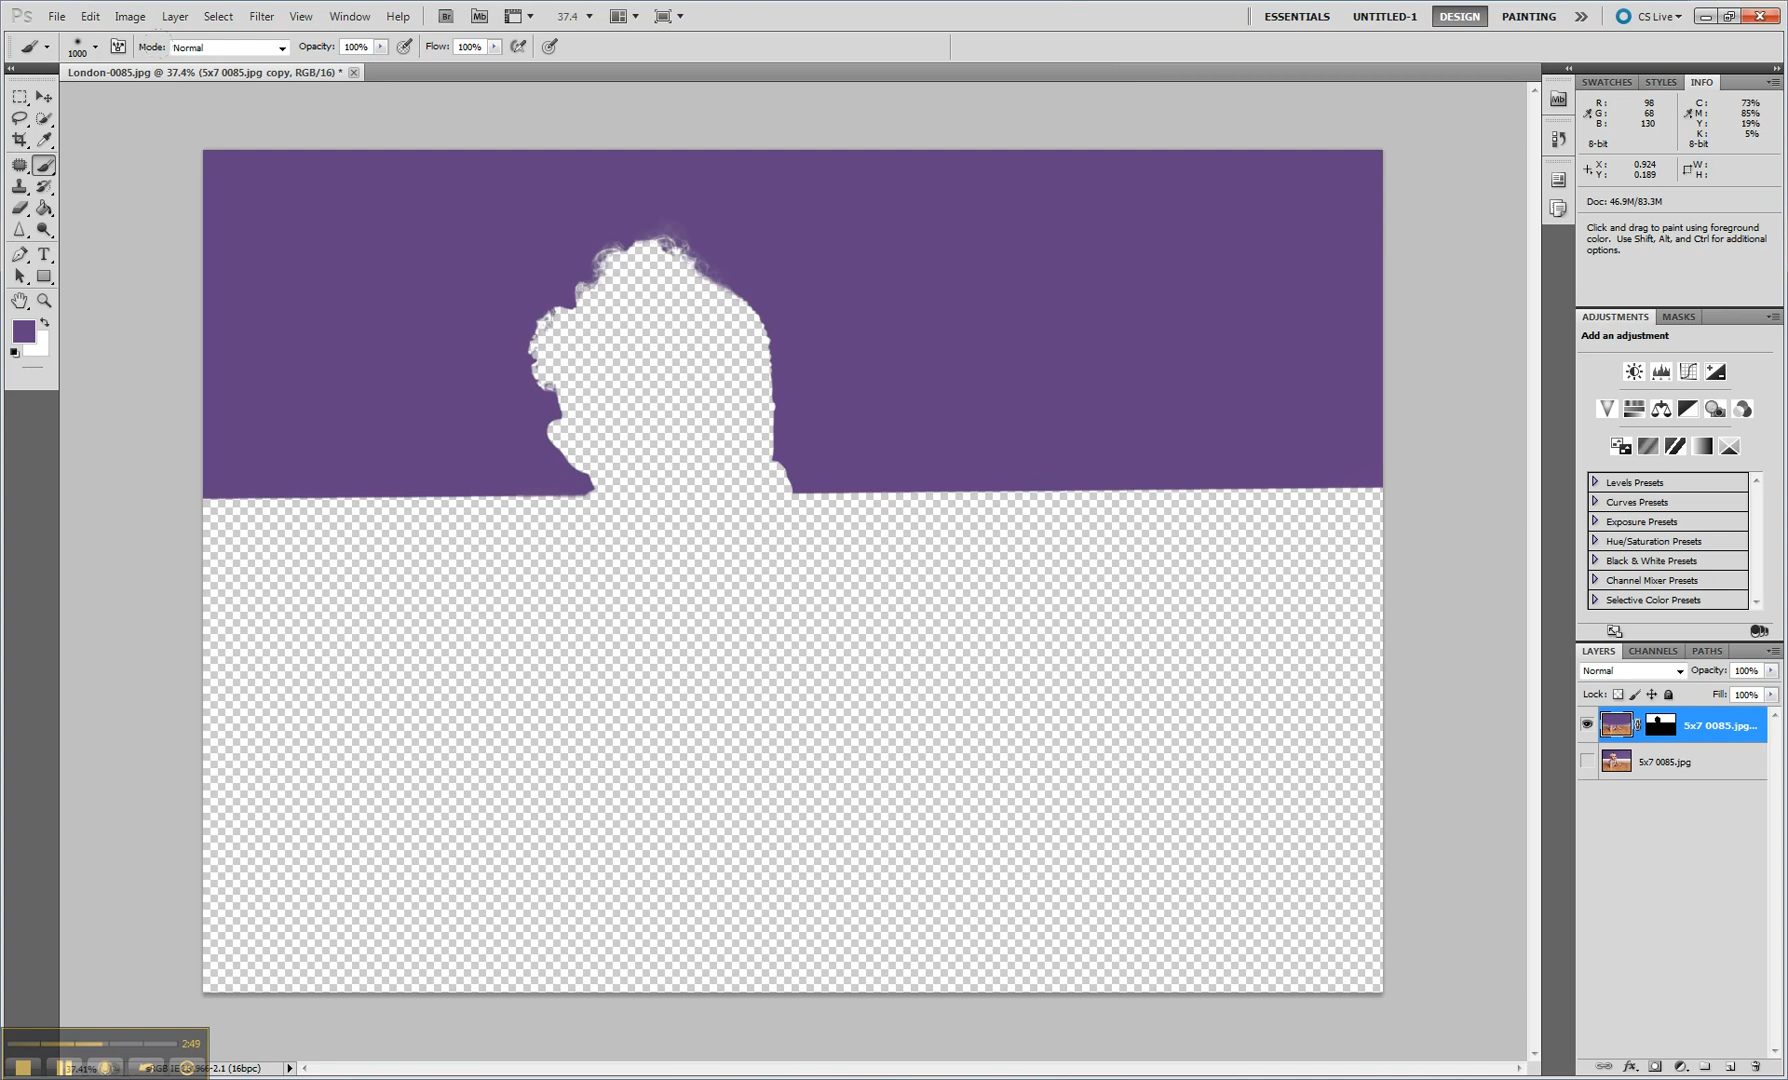 Ps File Edit Image Layer Select Filter View Window Help Br Mb 37.4 ESSENTIALS UNTITLED-1 DESIGN PAINTING CS Live
1000 Mode: Normal Opacity: 100% Flow: 100%
London-0085.jpg @ 37.4% (5x7 0085.jpg copy, RGB/16) *
Mb
SWATCHES STYLES INFO
R: 98 C: 73%
G: 68 M: 85%
B: 130 Y: 19%
K: 5%
8-bit 8-bit
X: 0.924 W:
Y: 0.189 H:
Doc: 46.9M/83.3M
Click and drag to paint using foreground
color. Use Shift, Alt, and Ctrl for additional
options.
ADJUSTMENTS MASKS
Add an adjustment
Levels Presets
Curves Presets
Exposure Presets
Hue/Saturation Presets
Black & White Presets
Channel Mixer Presets
Selective Color Presets
LAYERS CHANNELS PATHS
Normal Opacity: 100%
Lock: Fill: 100%
5x7 0085.jpg...
5x7 0085.jpg
2:49
37.41% (16bpc)